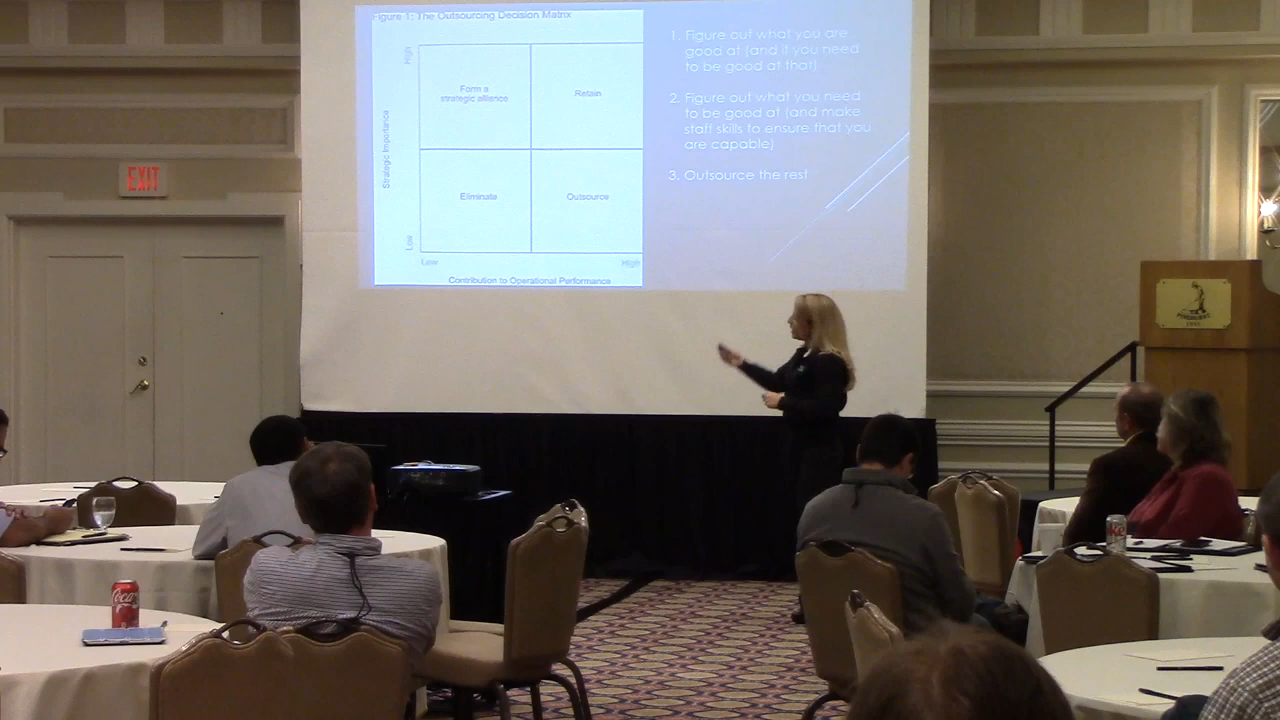 Figure 1: The Outsourcing Decision Matrix
High
Form a
strategic alliance
Retain
Strategic Importance
Eliminate
Outsource
Low
Low
High
Contribution to Operational Performance
1. Figure out what you are
good at (and if you need
to be good at that)
2. Figure out what you need
to be good at (and make
staff skills to ensure that you
are capable)
3. Outsource the rest
EXIT
PINEHURST
1895
Coca